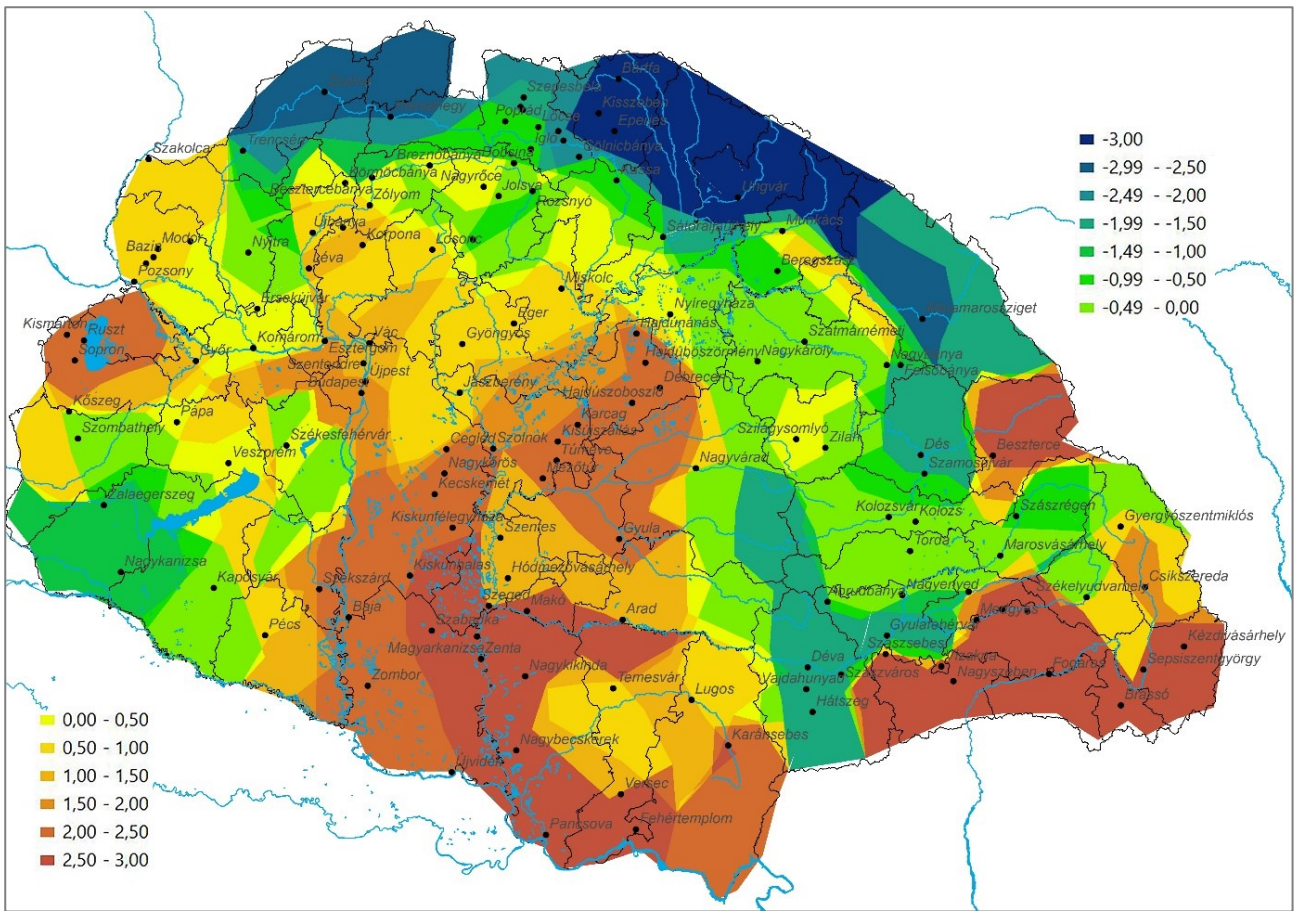 Bártfa
Szepesbéla
Kisszeben
Poprád
Lőcse
Eperjes
Igló
Trencsén
Gölnicbánya
Szakolca
Breznóbánya
Dobsina
Kassa
Körmöcbánya
Besztercebánya
Nagyrőce
Jolsva
Ungvár
Zólyom
Rozsnyó
Újbánya
Munkács
Modor
Korpona
Sátoraljaújhely
Bazin
Nyitra
Losonc
Léva
Beregszász
Pozsony
Miskolc
Érsekújvár
Nyíregyháza
Máramarossziget
Kismarton
Eger
Ruszt
Komárom
Vác
Gyöngyös
Hajdúnánás
Szatmárnémeti
Sopron
Győr
Esztergom
Hajdúböszörmény
Nagykároly
Nagybánya
Szentendre
Újpest
Felsőbánya
Budapest
Debrecen
Jászberény
Hajdúszoboszló
Kőszeg
Pápa
Karcag
Szombathely
Székesfehérvár
Kisújszállás
Szilágysomlyó
Beszterce
Cegléd
Szolnok
Túrkeve
Zilah
Dés
Veszprém
Nagykőrös
Mezőtúr
Nagyvárad
Szamosújvár
Zalaegerszeg
Kecskemét
Kolozsvár
Kolozs
Szászrégen
Kiskunfélegyháza
Szentes
Gyula
Gyergyószentmiklós
Torda
Marosvásárhely
Nagykanizsa
Kiskunhalas
Hódmezővásárhely
Kaposvár
Szekszárd
Abrudbánya
Nagyenyed
Székelyudvarhely
Csíkszereda
Szeged
Makó
Baja
Arad
Medgyes
Pécs
Szabadka
Gyulafehérvár
Kézdivásárhely
Magyarkanizsa
Zenta
Szászsebes
Nagykikinda
Déva
Vízakna
Sepsiszentgyörgy
Zombor
Temesvár
Lugos
Vajdahunyad
Szászváros
Nagyszeben
Fogaras
Hátszeg
Brassó
Nagybecskerek
Karánsebes
Újvidék
Versec
Pancsova
Fehértemplom
-3,00
-2,99 - -2,50
-2,49 - -2,00
-1,99 - -1,50
-1,49 - -1,00
-0,99 - -0,50
-0,49 - 0,00
0,00 - 0,50
0,50 - 1,00
1,00 - 1,50
1,50 - 2,00
2,00 - 2,50
2,50 - 3,00